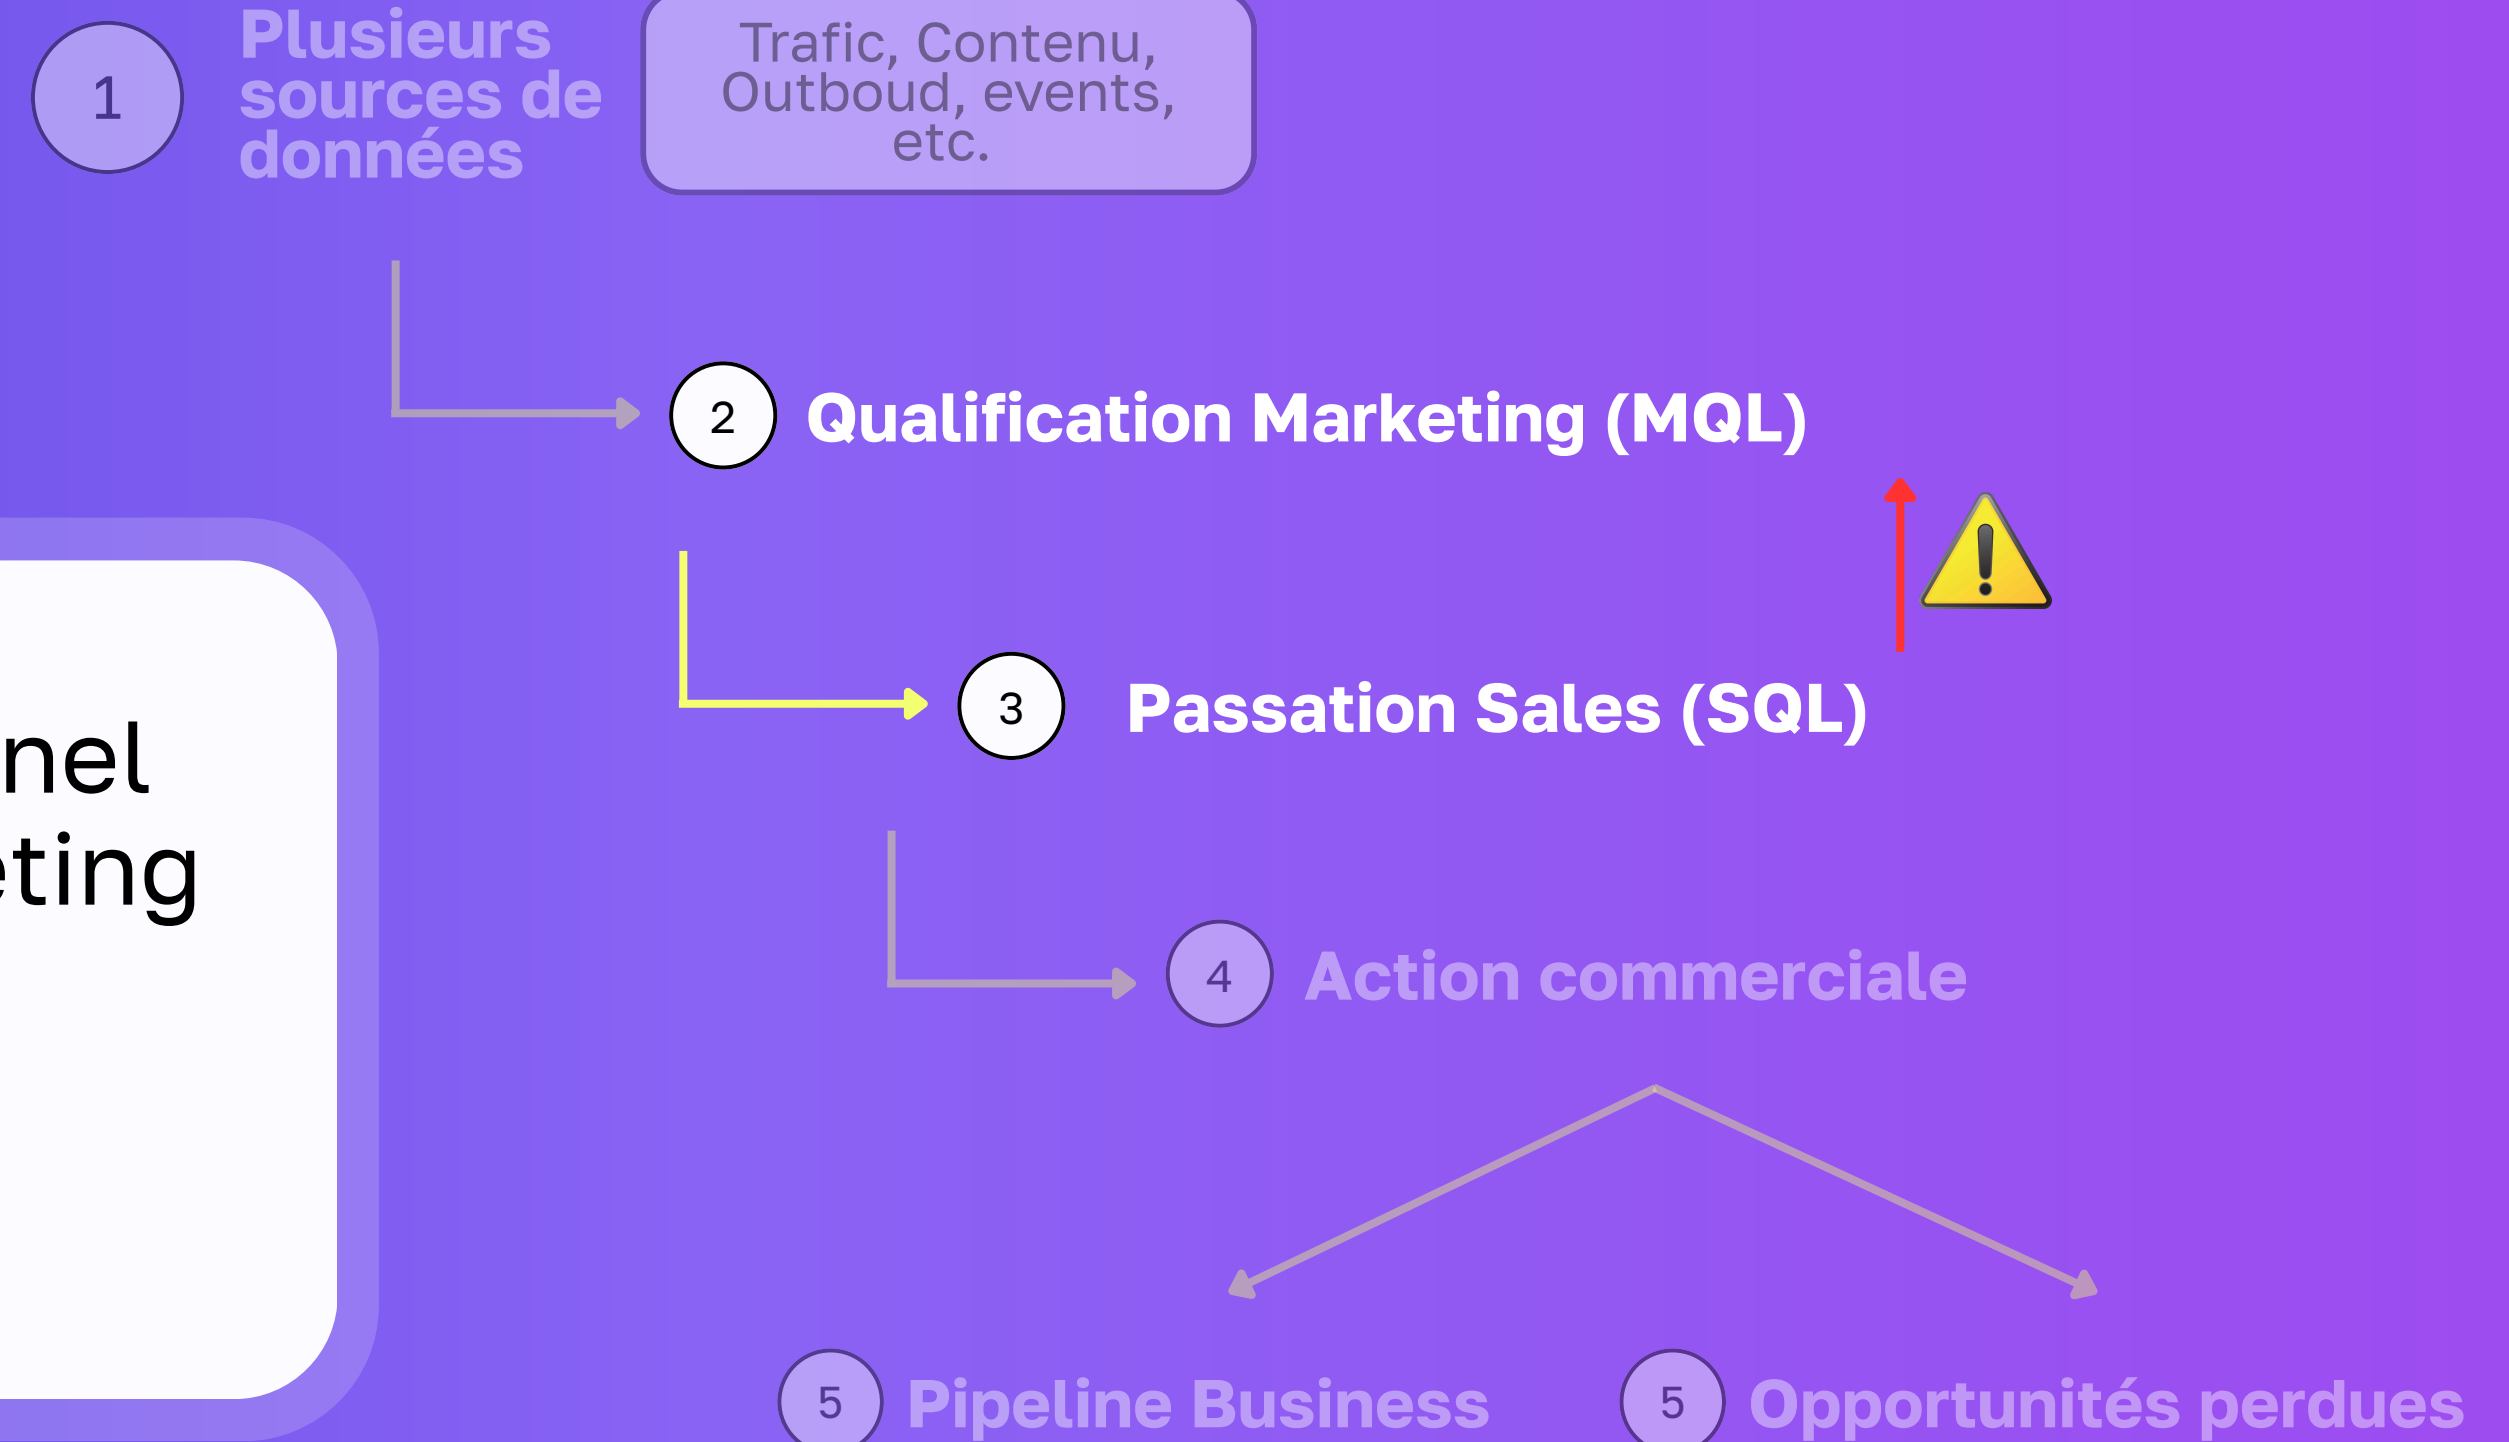 1
Plusieurs
sources de
données
Trafic, Contenu,
Outboud, events,
etc.
2
Qualification Marketing (MQL)
3
Passation Sales (SQL)
nel
eting
4
Action commerciale
5
Pipeline Business
5
Opportunités perdues